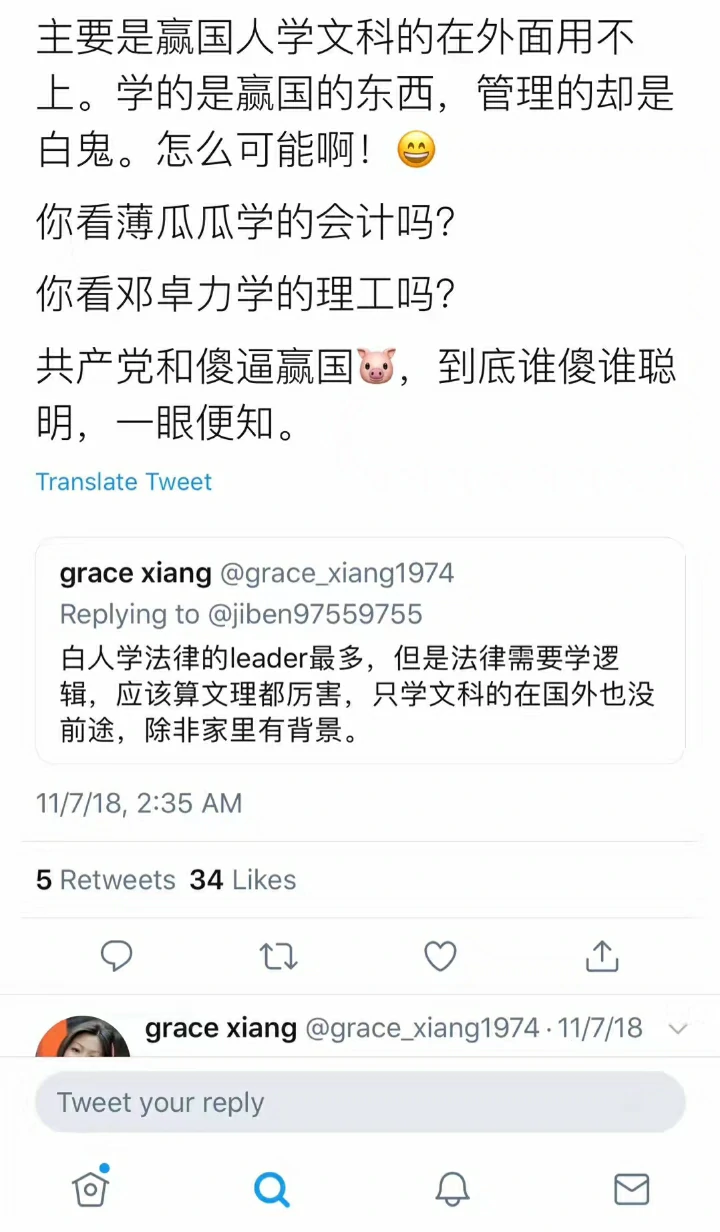 主要是赢国人学文科的在外面用不
上。学的是赢国的东西，管理的却是
白鬼。怎么可能啊！😄
你看薄瓜瓜学的会计吗？
你看邓卓力学的理工吗？
共产党和傻逼赢国🐷，到底谁傻谁聪
明，一眼便知。
Translate Tweet
grace xiang @grace_xiang1974
Replying to @jiben97559755
白人学法律的leader最多，但是法律需要学逻
辑，应该算文理都厉害，只学文科的在国外也没
前途，除非家里有背景。
11/7/18, 2:35 AM
5 Retweets 34 Likes
grace xiang @grace_xiang1974 · 11/7/18
Tweet your reply